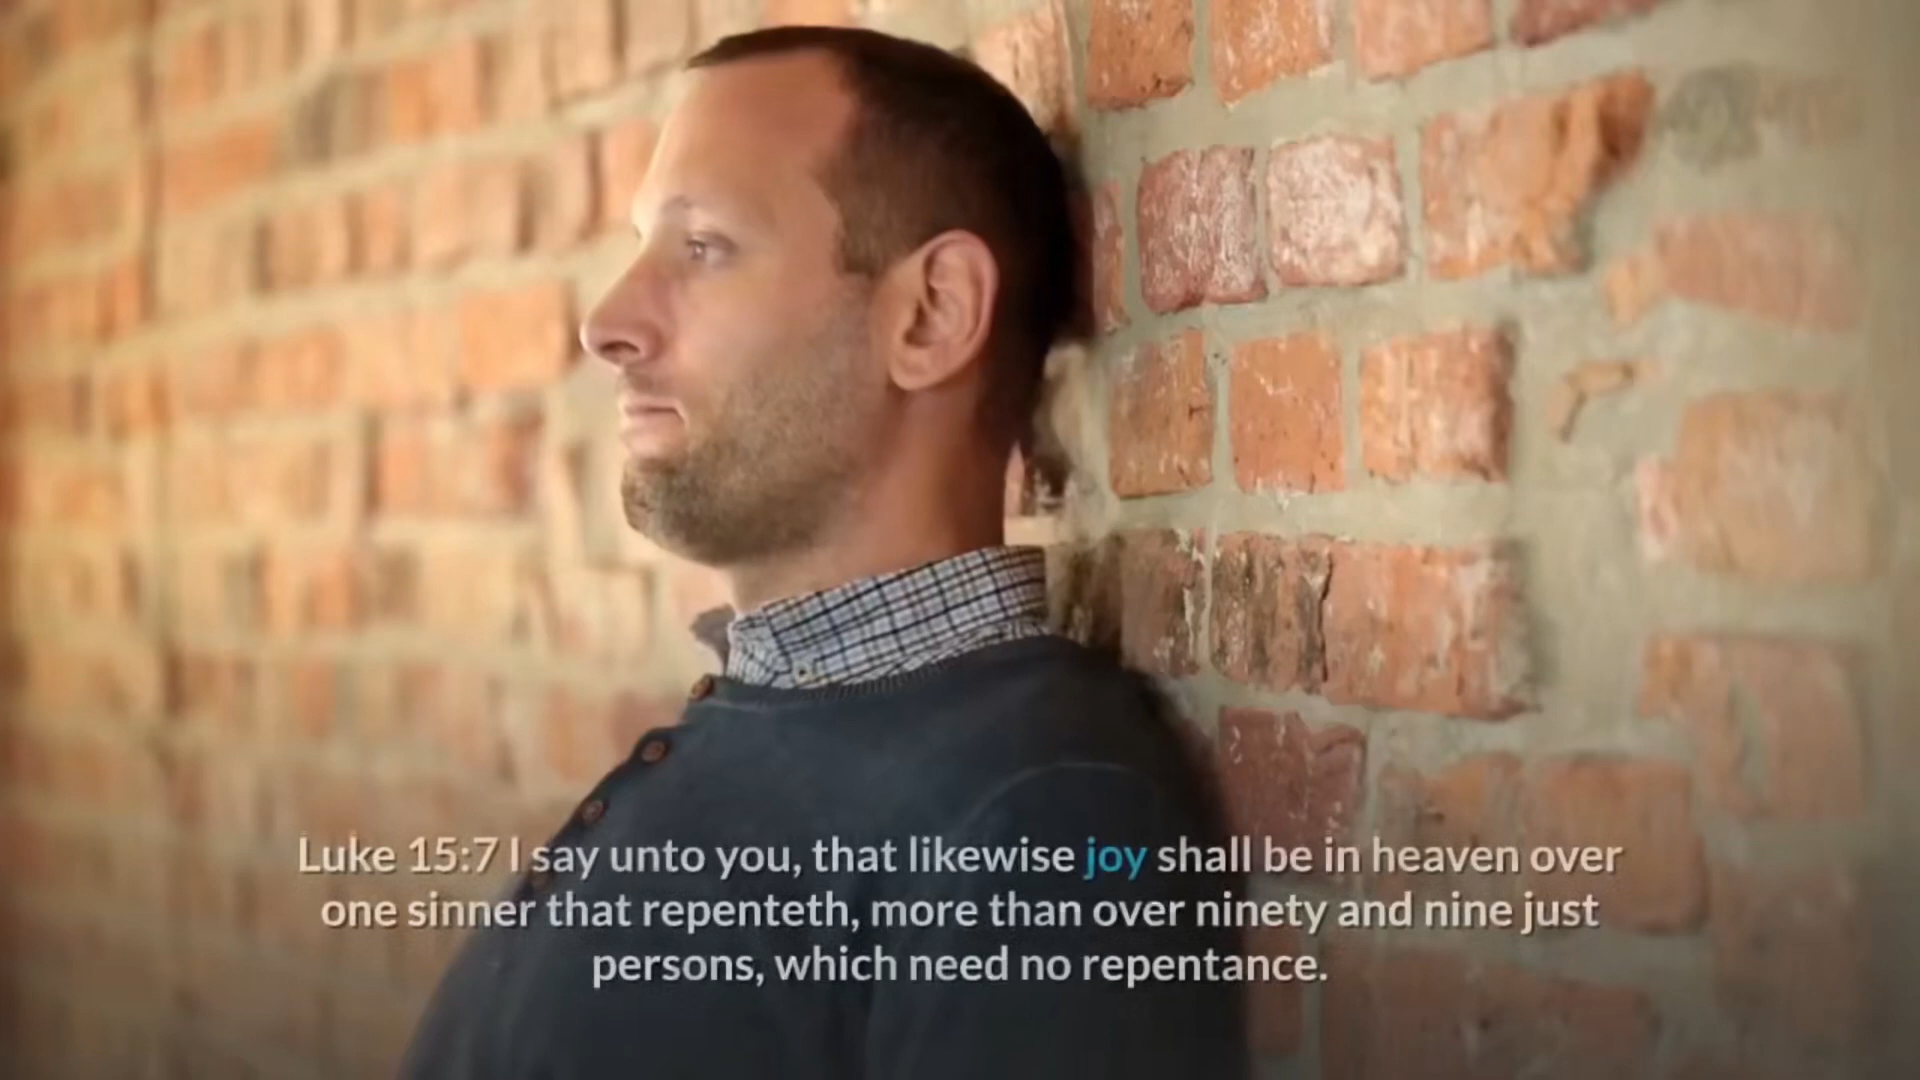 Luke 15:7 I say unto you, that likewise joy shall be in heaven over
one sinner that repenteth, more than over ninety and nine just
persons, which need no repentance.